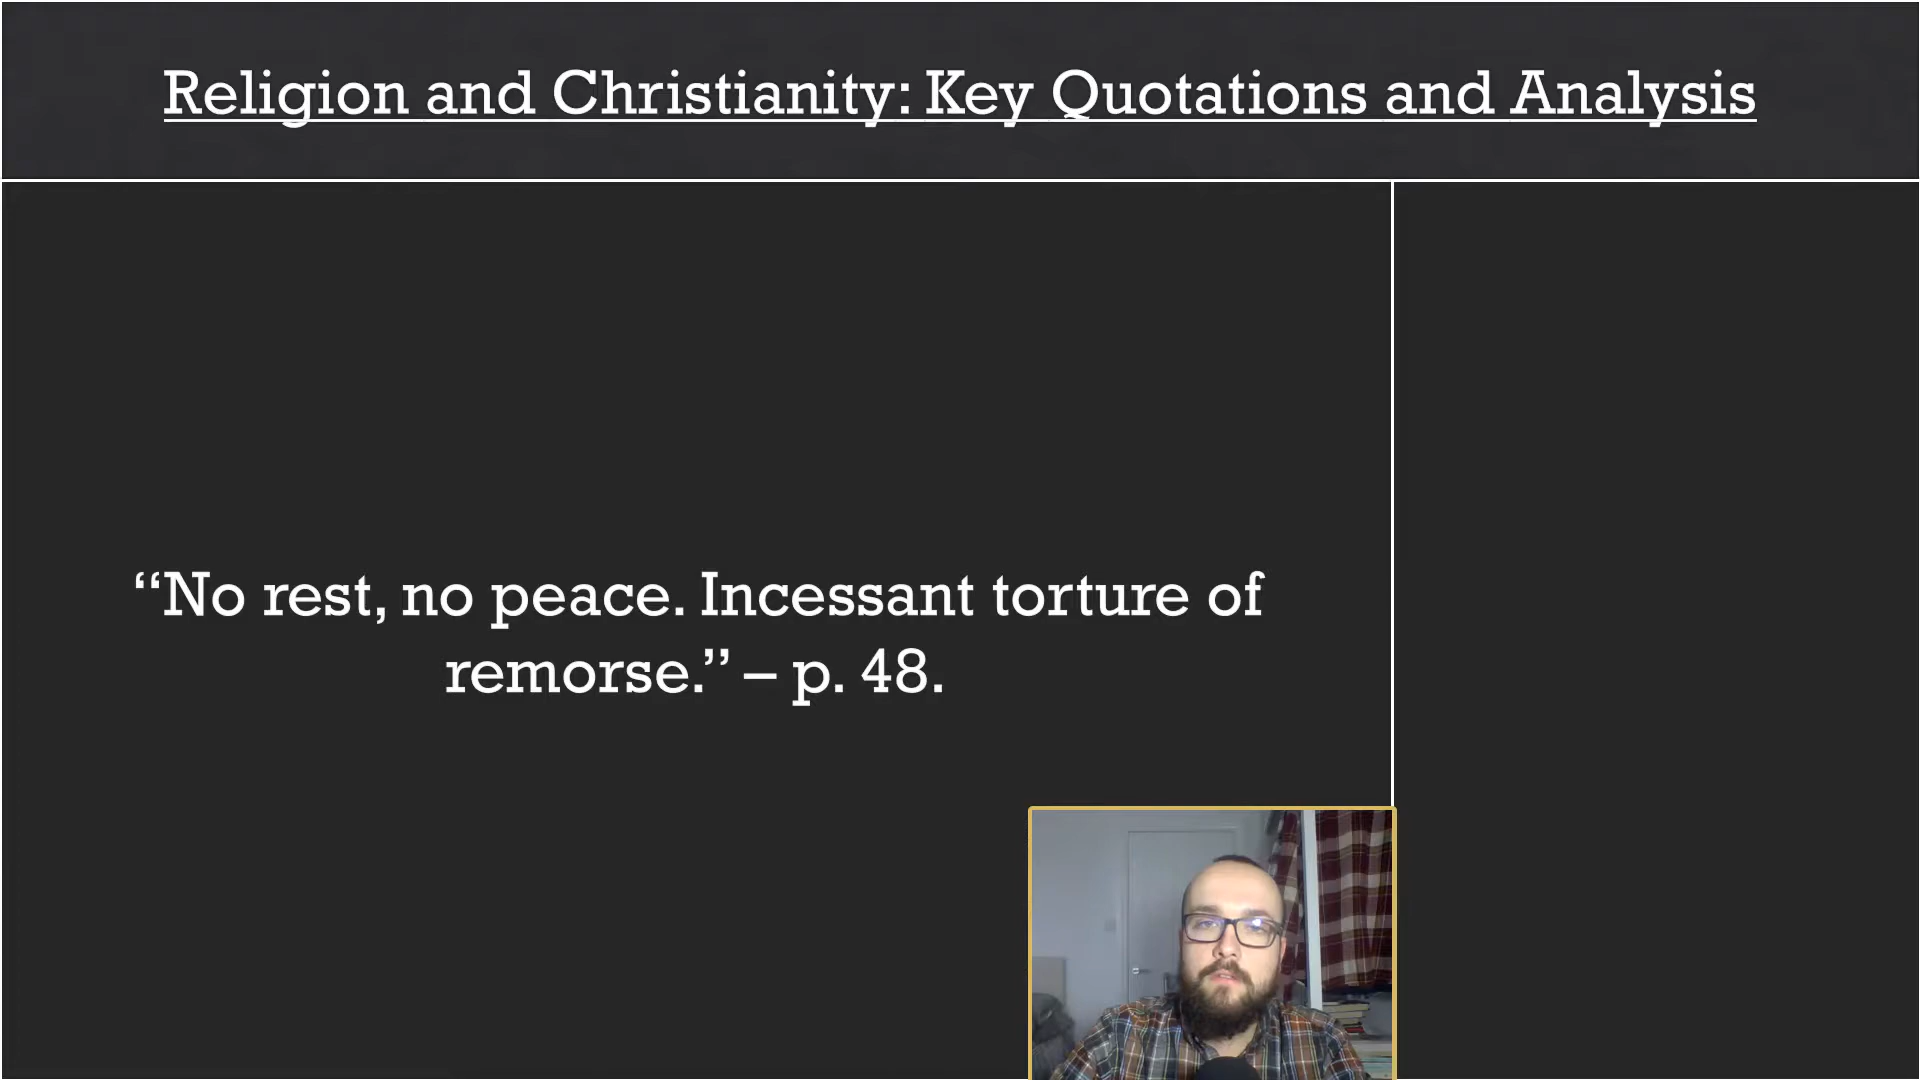 Religion and Christianity: Key Quotations and Analysis
“No rest, no peace. Incessant torture of
remorse.” – p. 48.